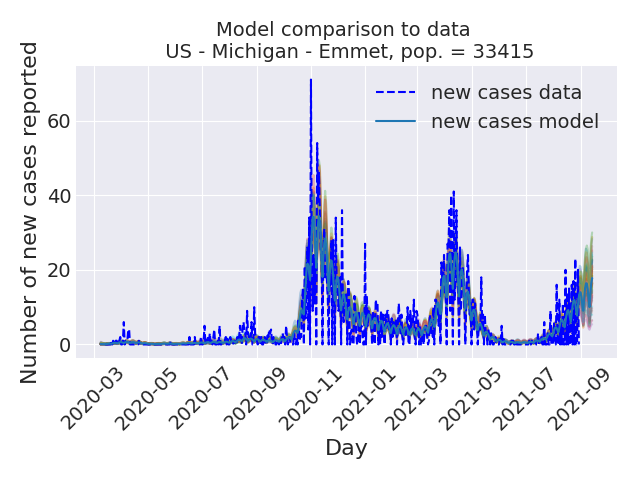 Model comparison to data
US - Michigan - Emmet, pop. = 33415
Number of new cases reported
60
40
20
0
new cases data
new cases model
2020-03
2020-05
2020-07
2020-09
2020-11
2021-01
2021-03
2021-05
2021-07
2021-09
Day